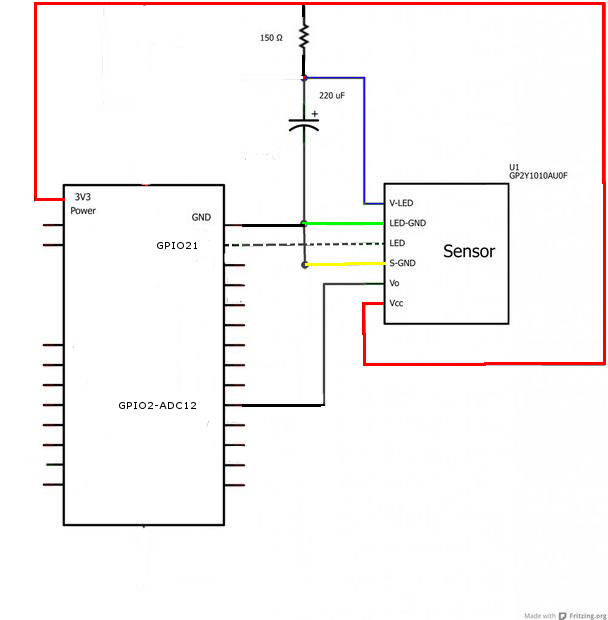 150 Ω
220 uF
+
U1
GP2Y1010AU0F
3V3
Power
GND
GPIO21
GPIO2-ADC12
V-LED
LED-GND
LED
S-GND
Vo
Vcc
Sensor
Made with Fritzing.org